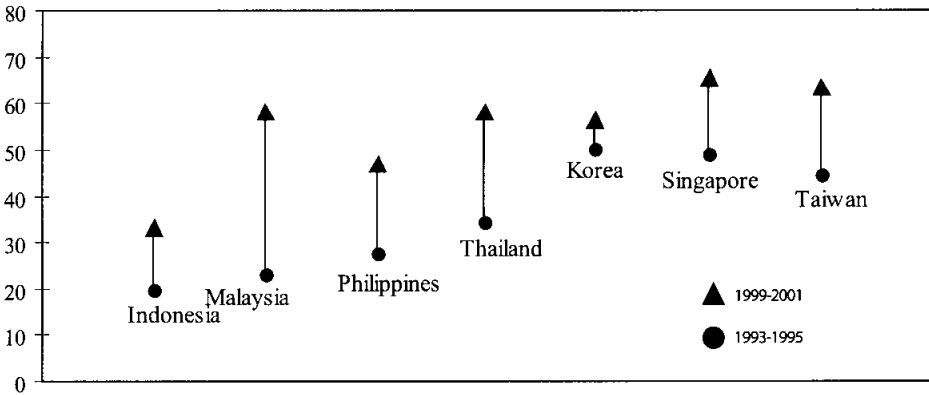 80
70
60
50
40
30
20
10
0
Indonesia
Malaysia
Philippines
Thailand
Korea
Singapore
Taiwan
1999-2001
1993-1995